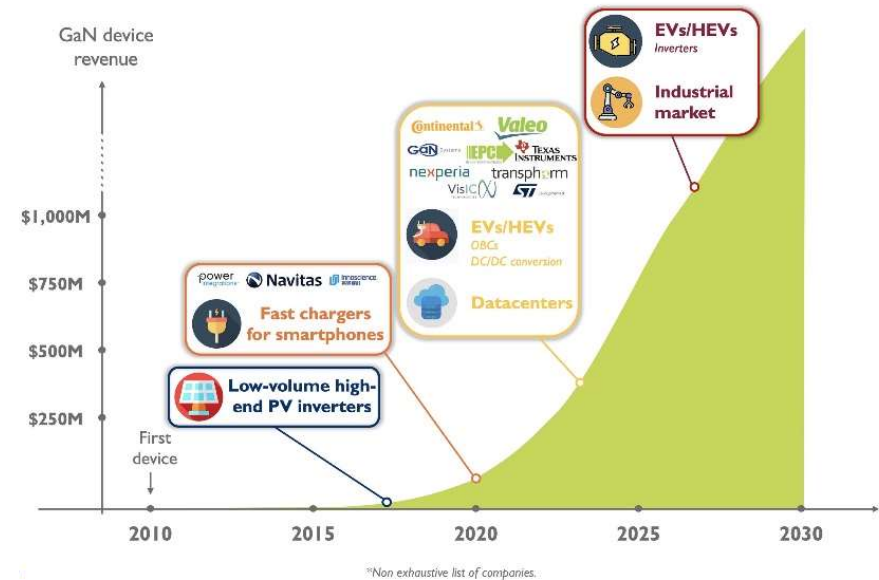 GaN device
revenue
$1,000M
$750M
$500M
$250M
First
device
2010
2015
2020
2025
2030
Low-volume high-
end PV inverters
power
integrations
Navitas
Innoscience
Fast chargers
for smartphones
Continental
Valeo
GaN Systems
EPC
TEXAS
INSTRUMENTS
nexperia
transphorm
VisIC
ST
EVs/HEVs
OBCs
DC/DC conversion
Datacenters
EVs/HEVs
Inverters
Industrial
market
**Non exhaustive list of companies.